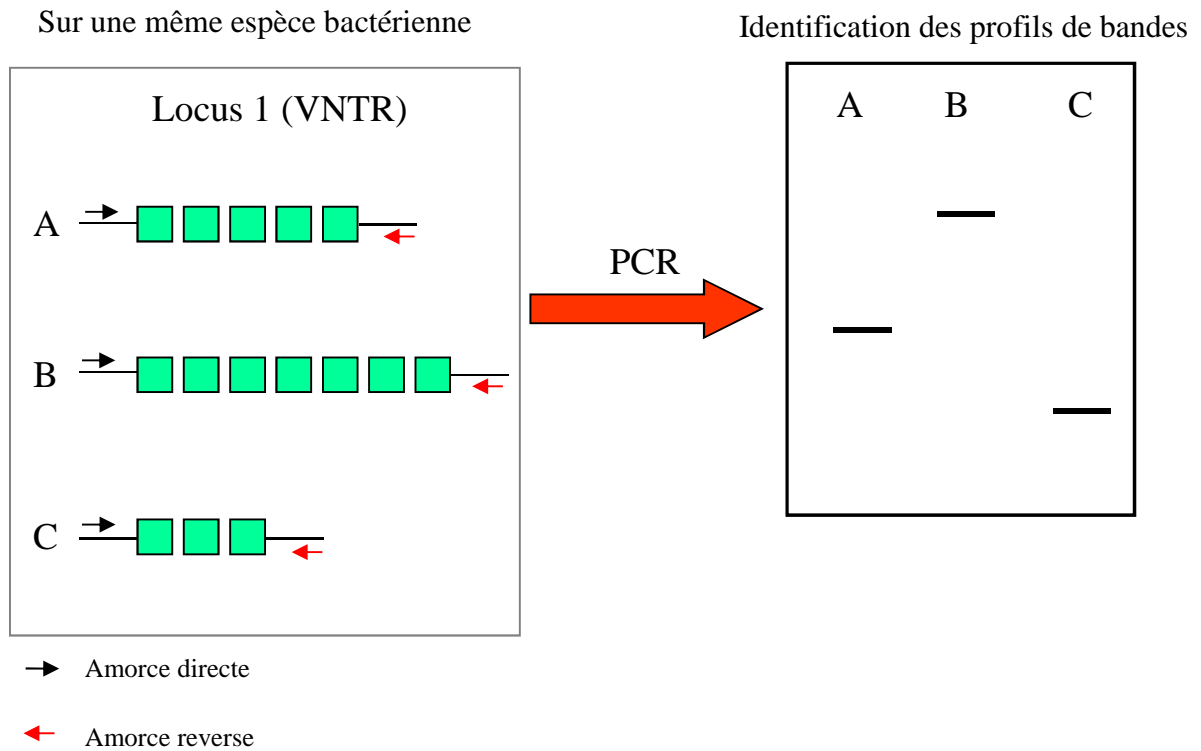 Sur une même espèce bactérienne
Identification des profils de bandes
Locus 1 (VNTR)
A
B
C
PCR
A B C
Amorce directe
Amorce reverse